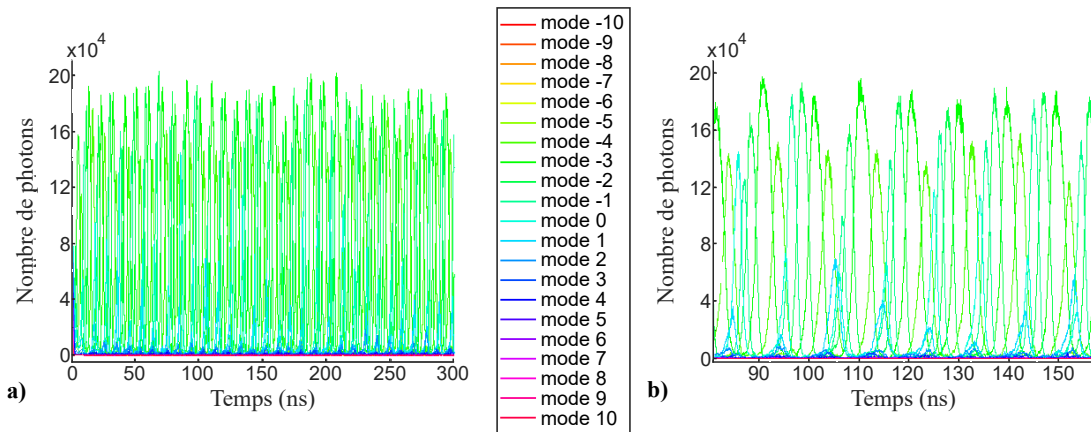 x10⁴
20
16
12
8
4
0
Nombre de photons
0 50 100 150 200 250 300
Temps (ns)
a)
mode -10
mode -9
mode -8
mode -7
mode -6
mode -5
mode -4
mode -3
mode -2
mode -1
mode 0
mode 1
mode 2
mode 3
mode 4
mode 5
mode 6
mode 7
mode 8
mode 9
mode 10
x10⁴
20
16
12
8
4
0
Nombre de photons
90 100 110 120 130 140 150
Temps (ns)
b)